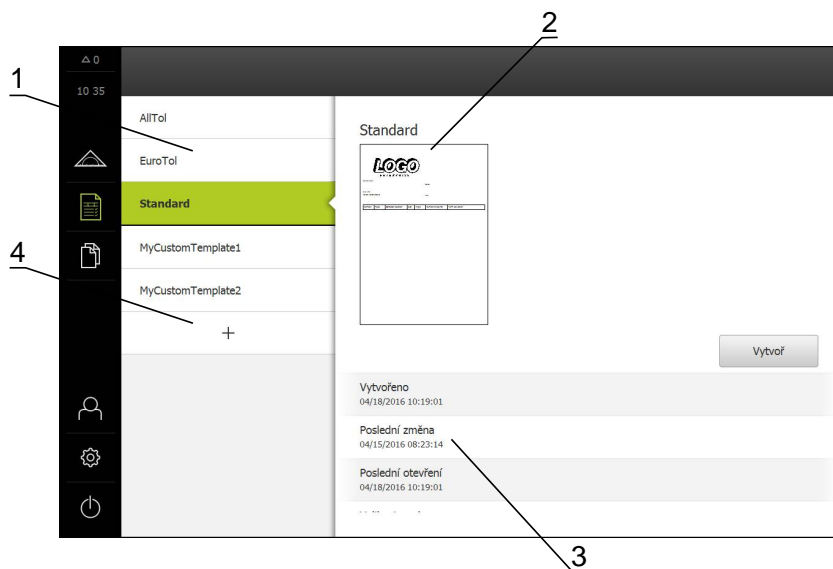 2
△ 0
1
10 35
AllTol
Standard
EuroTol
LOGO
Standard
4
MyCustomTemplate1
MyCustomTemplate2
+
Vytvoř
Vytvořeno
04/18/2016 10:19:01
Poslední změna
04/15/2016 08:23:14
Poslední otevření
04/18/2016 10:19:01
3